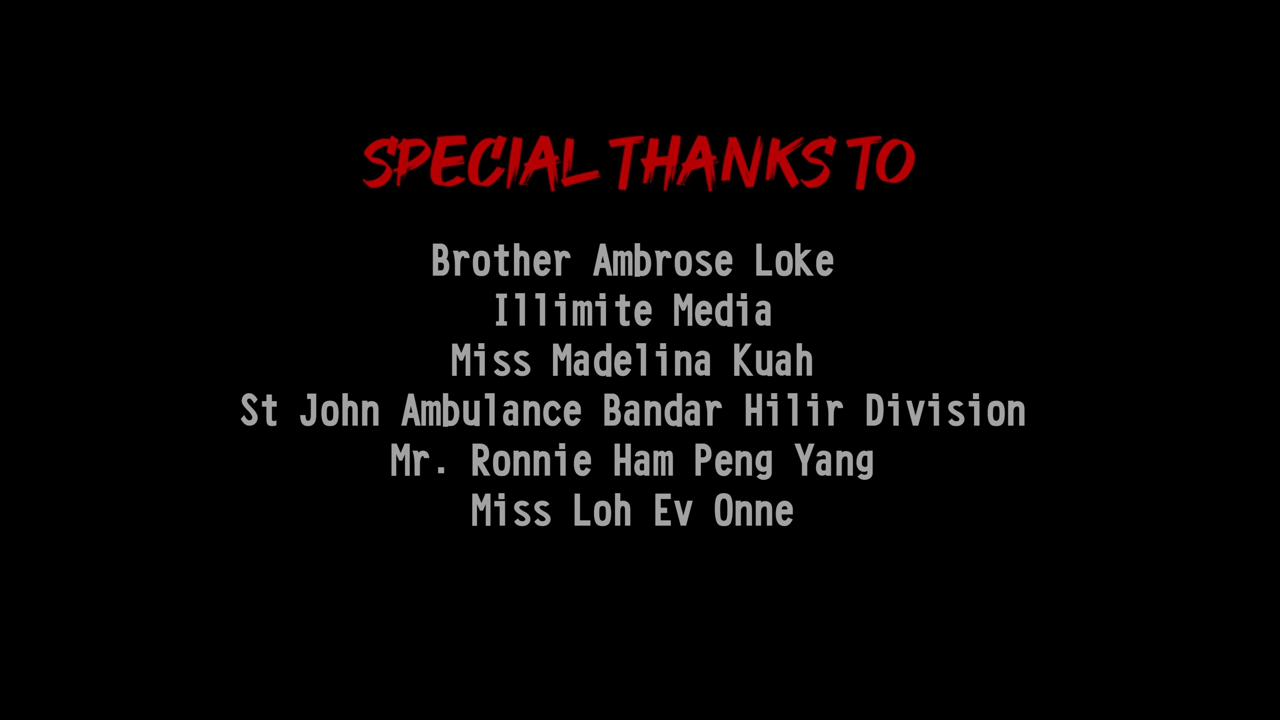 SPECIAL THANKS TO
Brother Ambrose Loke
Illimite Media
Miss Madelina Kuah
St John Ambulance Bandar Hilir Division
Mr. Ronnie Ham Peng Yang
Miss Loh Ev Onne